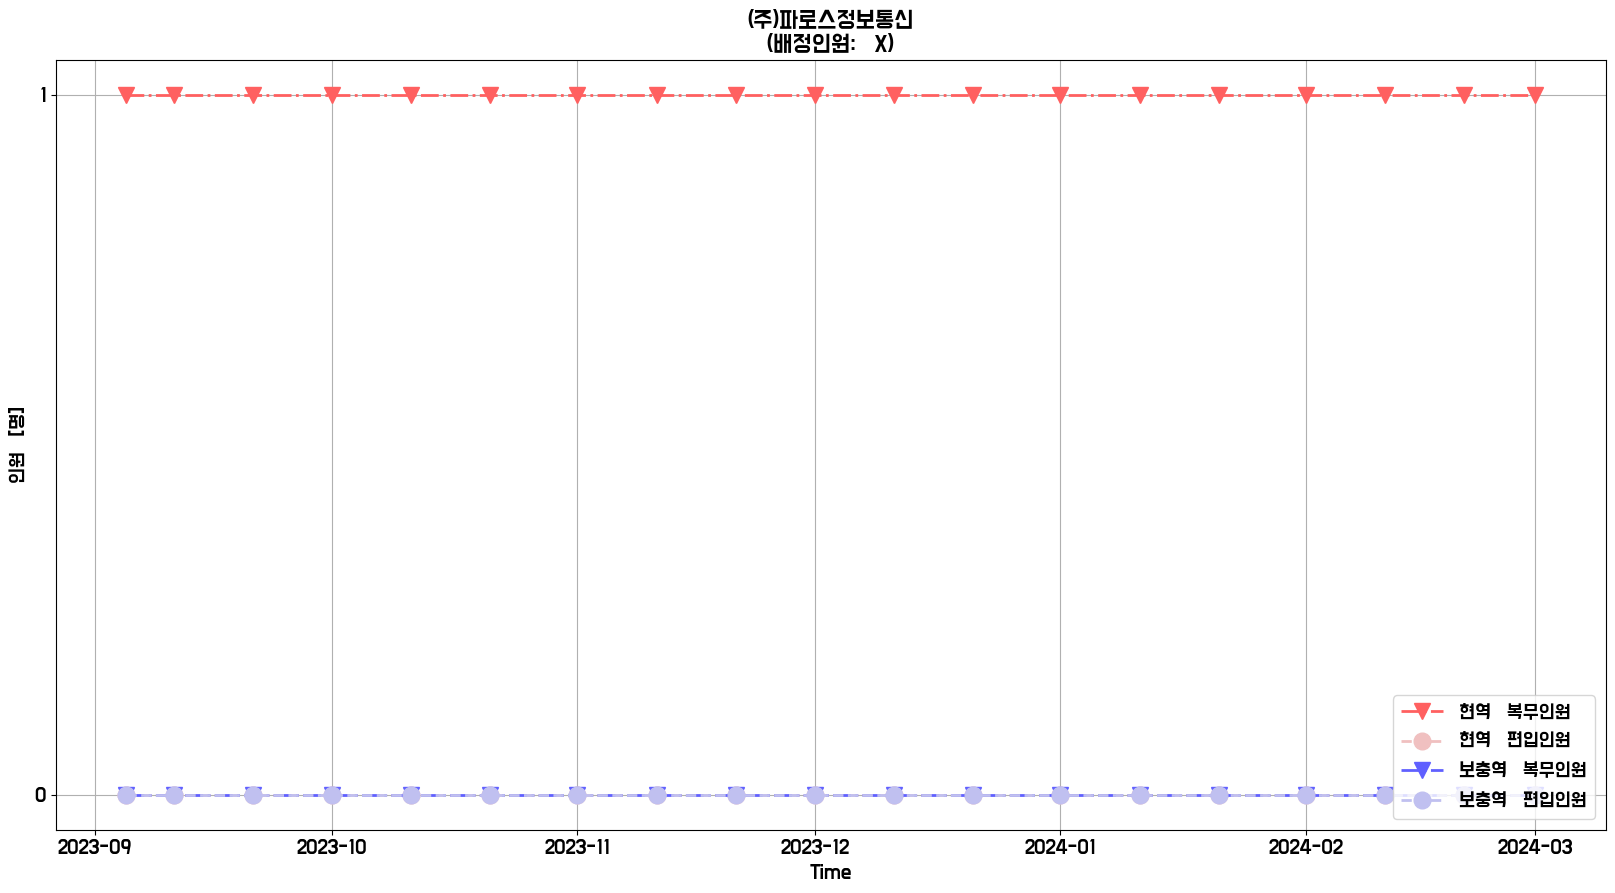 (주)파로스정보통신
(배정인원: X)
1
0
인원 [명]
현역 복무인원
현역 편입인원
보충역 복무인원
보충역 편입인원
2023-09 2023-10 2023-11 2023-12 2024-01 2024-02 2024-03
Time